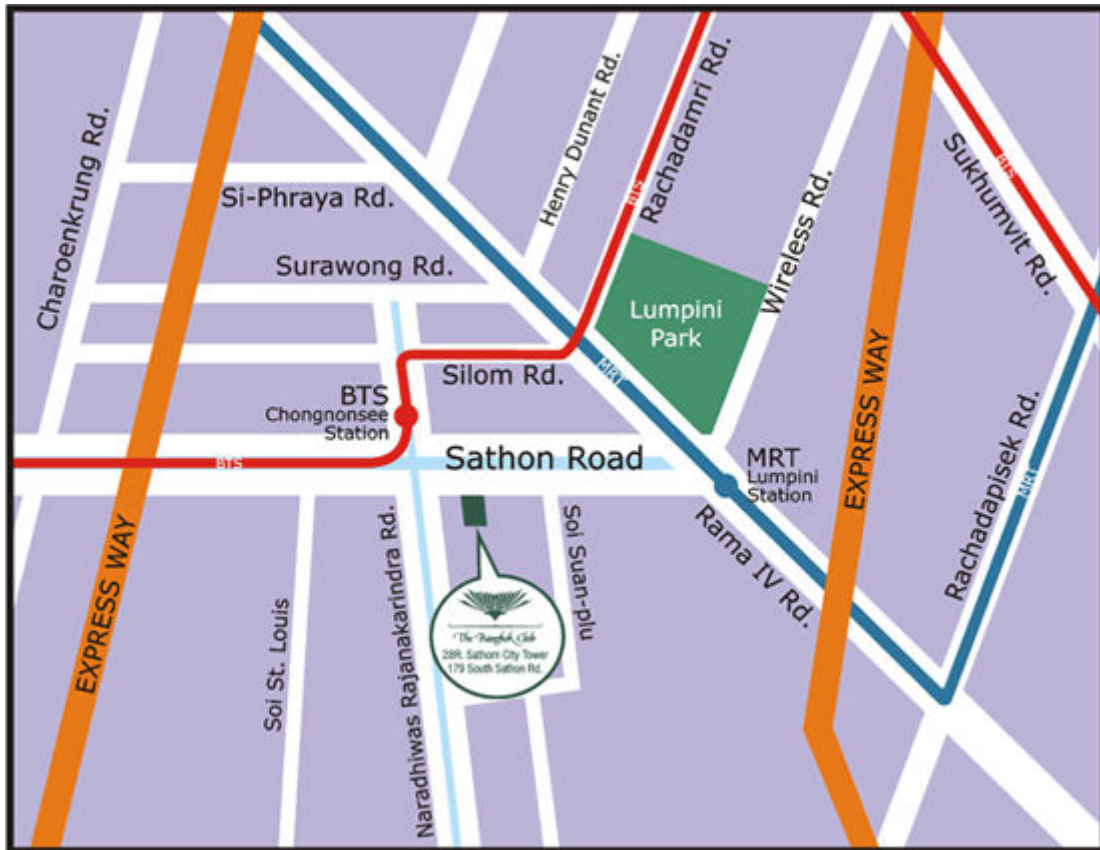 Charoenkrung Rd.
Si-Phraya Rd.
Surawong Rd.
Henry Dunant Rd.
BTS
Rachadamri Rd.
Wireless Rd.
BTS
Sukhumvit Rd.
Lumpini
Park
MRT
Silom Rd.
BTS
Chongnonsee
Station
BTS
Sathon Road
MRT
Lumpini
Station
EXPRESS WAY
Rachadapisek Rd.
MRT
Rama IV Rd.
EXPRESS WAY
Soi St. Louis
Naradhiwas Rajanakarindra Rd.
Soi Suan-plu
The Bangkok Club
28R. Sathorn City Tower
179 South Sathon Rd.